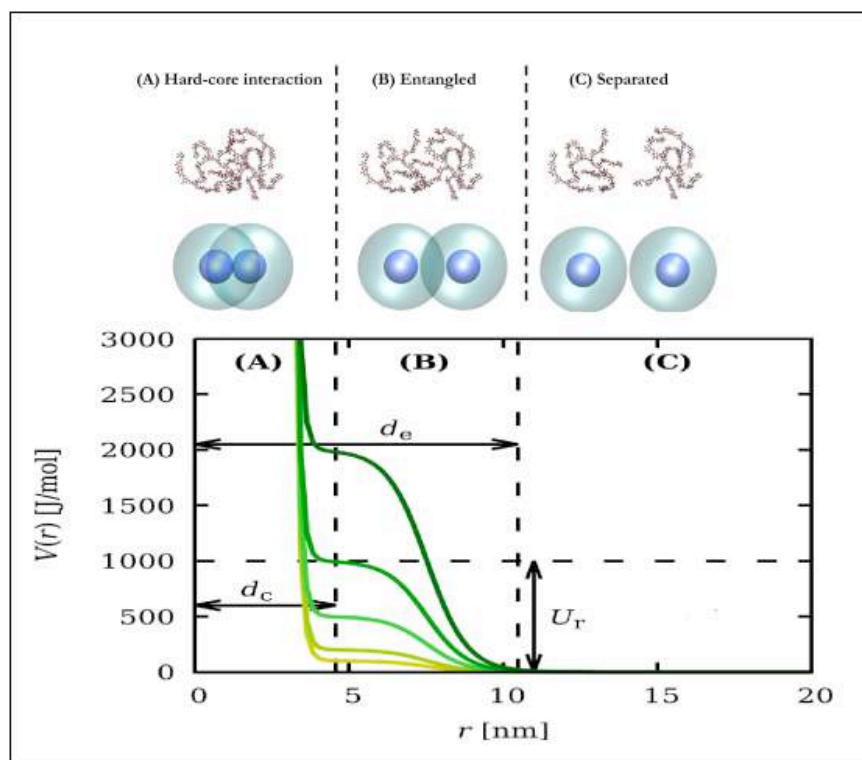 (A) Hard-core interaction
(B) Entangled
(C) Separated
3000
(A)
(B)
(C)
2500
d_e
2000
1500
1000
d_c
U_r
500
0
V(r) [J/mol]
0
5
10
15
20
r [nm]